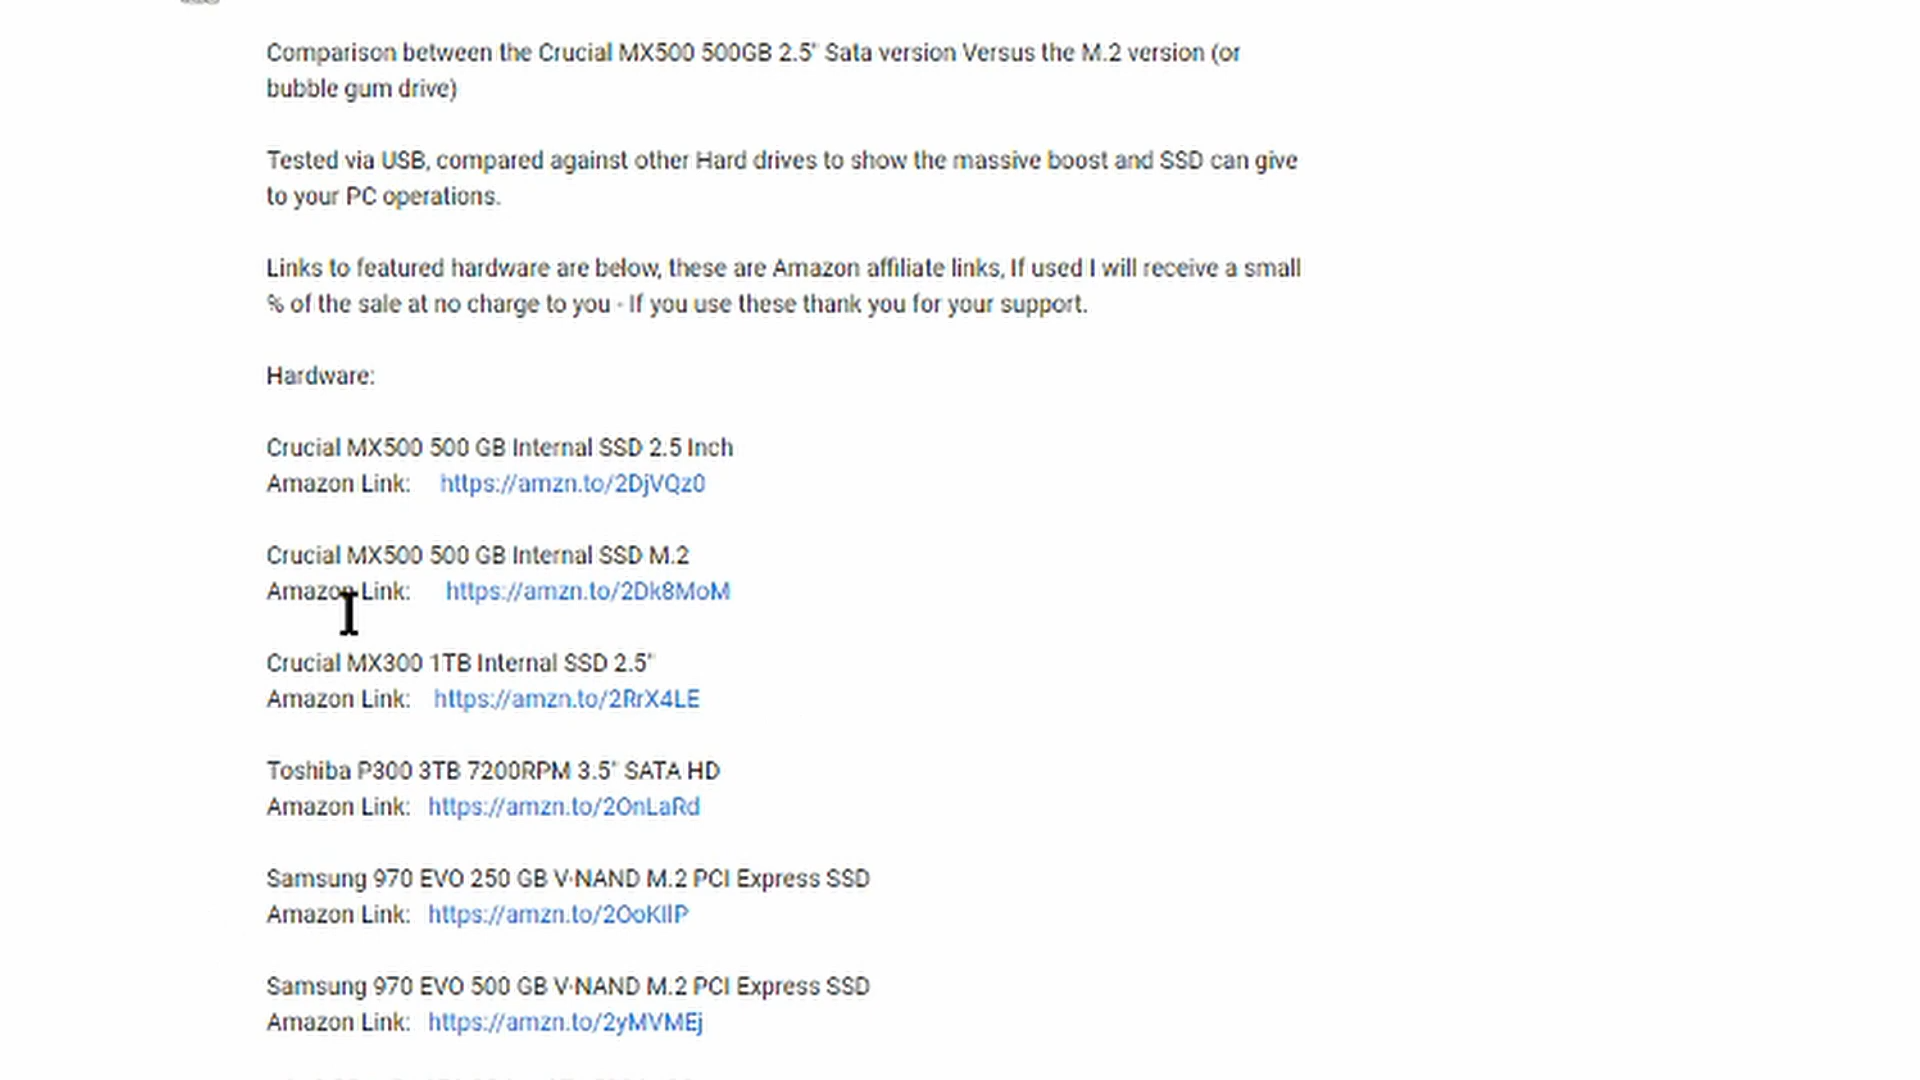 Comparison between the Crucial MX500 500GB 2.5" Sata version Versus the M.2 version (or
bubble gum drive)
Tested via USB, compared against other Hard drives to show the massive boost and SSD can give
to your PC operations.
Links to featured hardware are below, these are Amazon affiliate links, If used I will receive a small
% of the sale at no charge to you - If you use these thank you for your support.
Hardware:
Crucial MX500 500 GB Internal SSD 2.5 Inch
Amazon Link: https://amzn.to/2DjVQz0
Crucial MX500 500 GB Internal SSD M.2
Amazon Link: https://amzn.to/2Dk8MoM
Crucial MX300 1TB Internal SSD 2.5"
Amazon Link: https://amzn.to/2RrX4LE
Toshiba P300 3TB 7200RPM 3.5" SATA HD
Amazon Link: https://amzn.to/2OnLaRd
Samsung 970 EVO 250 GB V-NAND M.2 PCI Express SSD
Amazon Link:
Samsung 970 EVO 500 GB V-NAND M.2 PCI Express SSD
Amazon Link: https://amzn.to/2yMVMEj